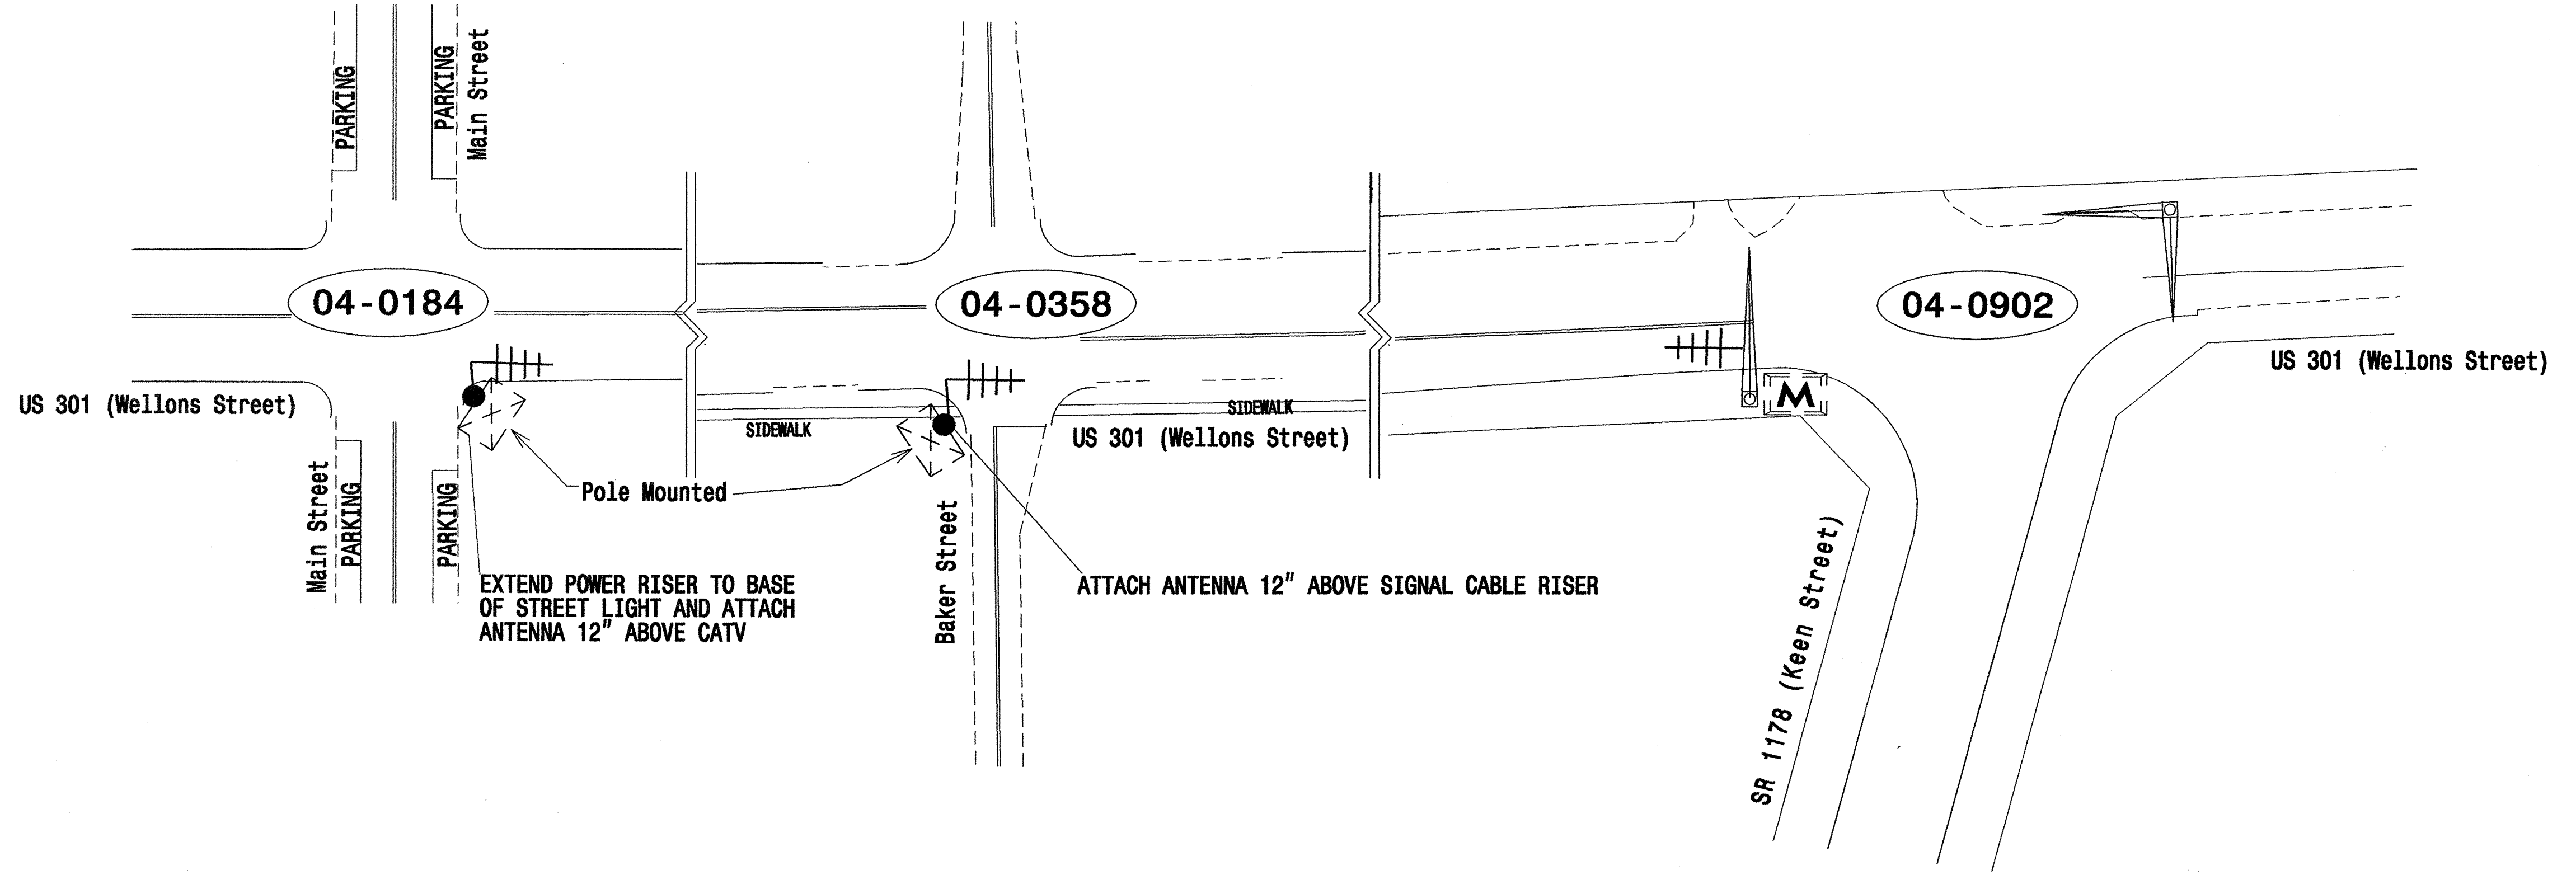 PARKING
PARKING
Main Street
04-0184
04-0358
04-0902
US 301 (Wellons Street)
US 301 (Wellons Street)
SIDEWALK
SIDEWALK
US 301 (Wellons Street)
M
Pole Mounted
Main Street
PARKING
PARKING
EXTEND POWER RISER TO BASE
OF STREET LIGHT AND ATTACH
ANTENNA 12" ABOVE CATV
Baker Street
ATTACH ANTENNA 12" ABOVE SIGNAL CABLE RISER
SR 1178 (Keen Street)